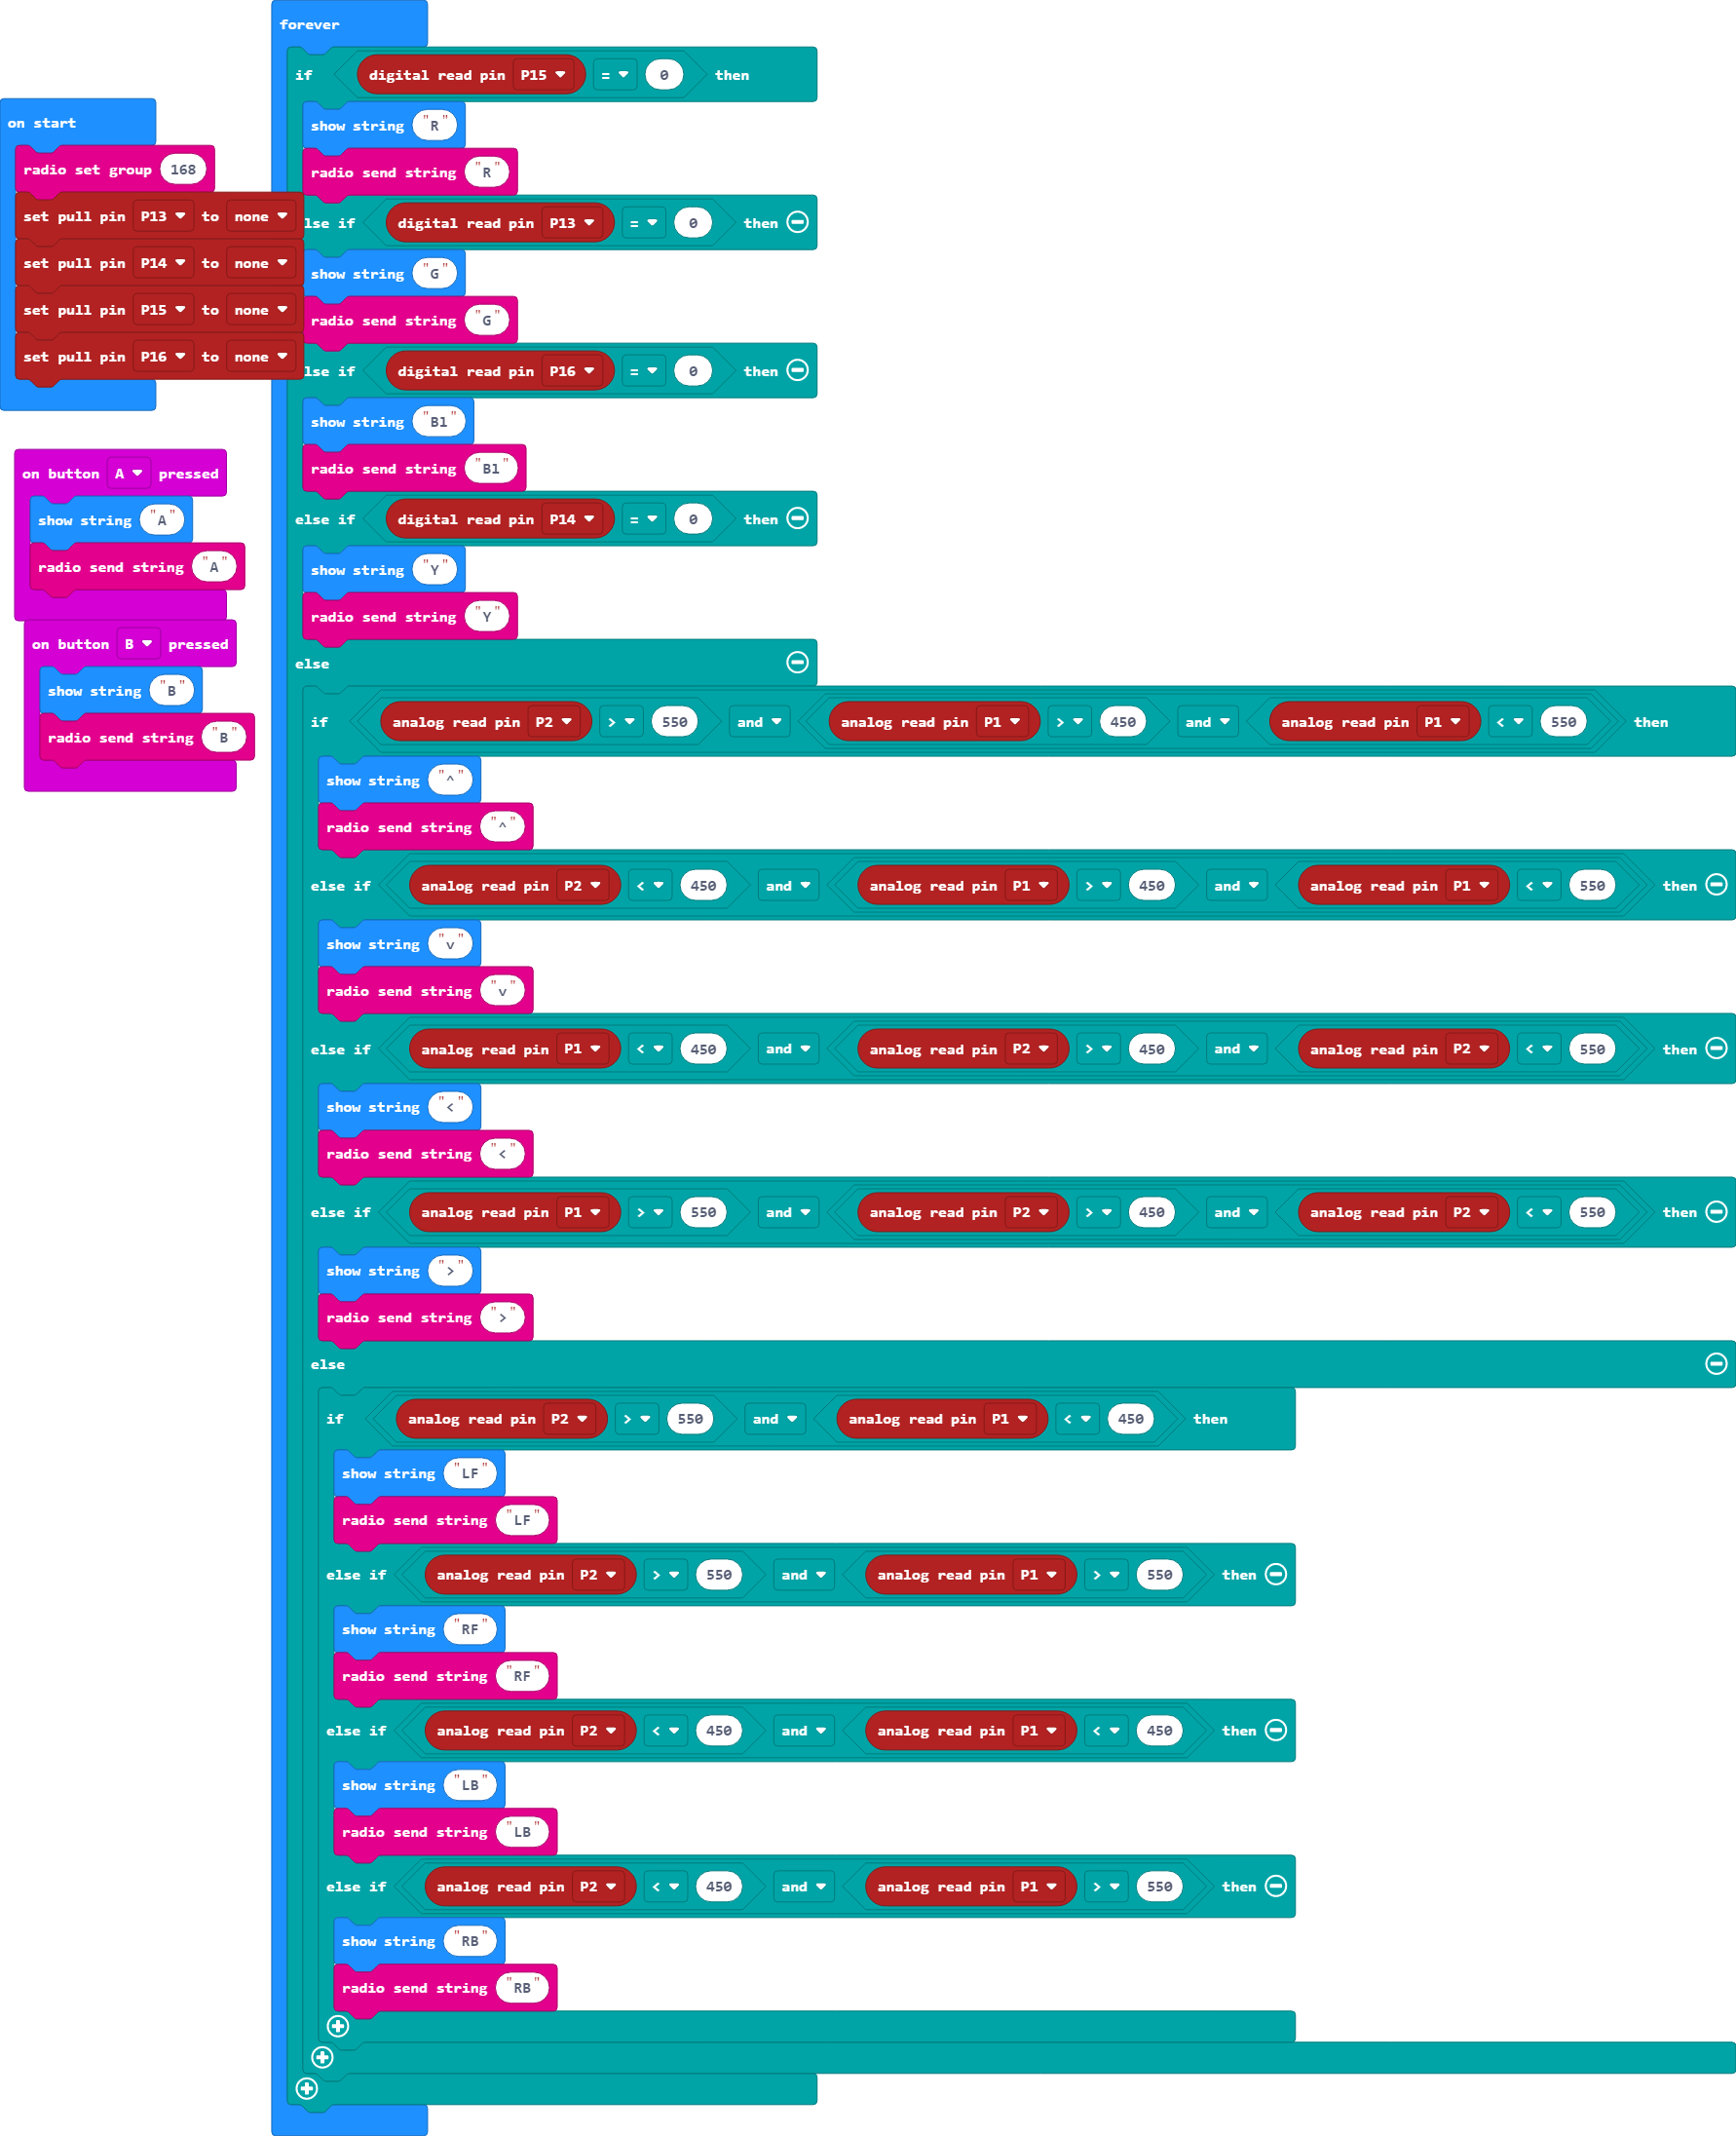 on start
radio set group 168
set pull pin P13 to none
set pull pin P14 to none
set pull pin P15 to none
set pull pin P16 to none
on button A pressed
show string "A"
radio send string "A"
on button B pressed
show string "B"
radio send string "B"
forever
if digital read pin P15 = 0 then
show string "R"
radio send string "R"
lse if digital read pin P13 = 0 then
show string "G"
radio send string "G"
lse if digital read pin P16 = 0 then
show string "Bl"
radio send string "Bl"
else if digital read pin P14 = 0 then
show string "Y"
radio send string "Y"
else
if analog read pin P2 > 550 and analog read pin P1 > 450 and analog read pin P1 < 550 then
show string "^"
radio send string "^"
else if analog read pin P2 < 450 and analog read pin P1 > 450 and analog read pin P1 < 550 then
show string "v"
radio send string "v"
else if analog read pin P1 < 450 and analog read pin P2 > 450 and analog read pin P2 < 550 then
show string "<"
radio send string "<"
else if analog read pin P1 > 550 and analog read pin P2 > 450 and analog read pin P2 < 550 then
show string ">"
radio send string ">"
else
if analog read pin P2 > 550 and analog read pin P1 < 450 then
show string "LF"
radio send string "LF"
else if analog read pin P2 > 550 and analog read pin P1 > 550 then
show string "RF"
radio send string "RF"
else if analog read pin P2 < 450 and analog read pin P1 < 450 then
show string "LB"
radio send string "LB"
else if analog read pin P2 < 450 and analog read pin P1 > 550 then
show string "RB"
radio send string "RB"